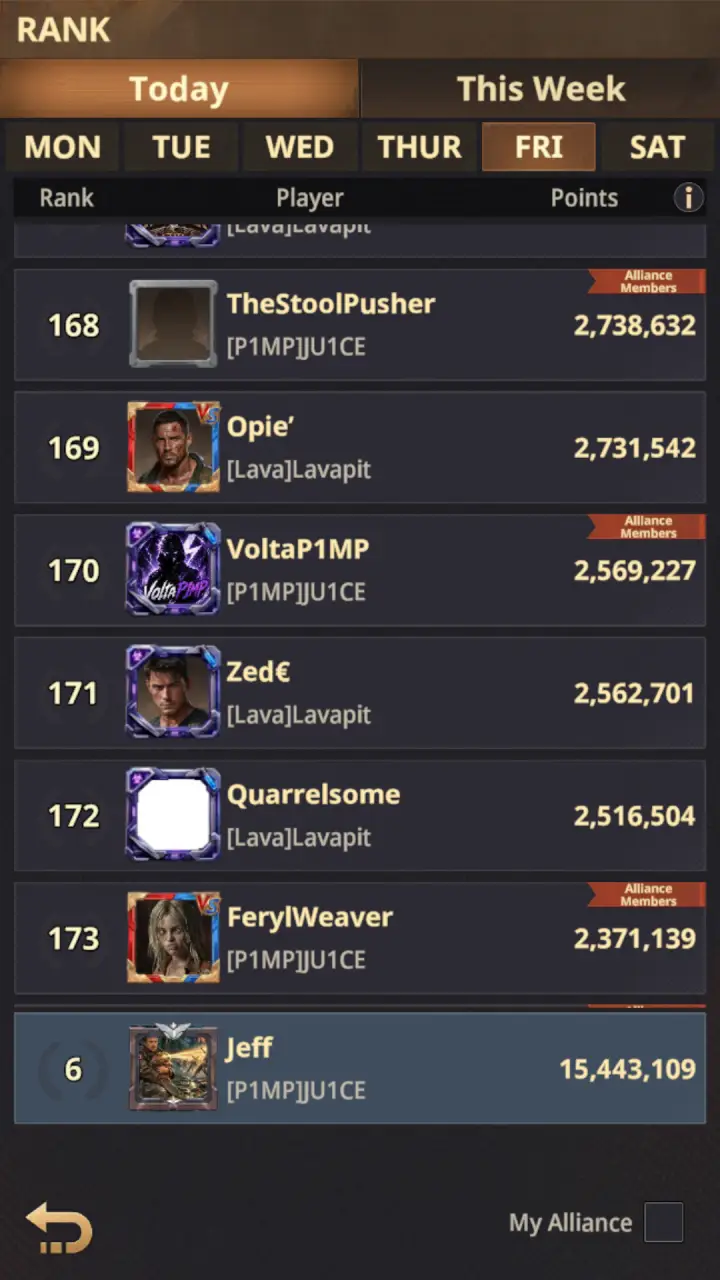 RANK
Today
This Week
MON
TUE
WED
THUR
FRI
SAT
Rank
Player
Points
[Lava]Lavapit
168
TheStoolPusher
[P1MP]JU1CE
Alliance
Members
2,738,632
169
Opie’
[Lava]Lavapit
2,731,542
170
VOLTAP1MP
VoltaP1MP
[P1MP]JU1CE
Alliance
Members
2,569,227
171
Zed€
[Lava]Lavapit
2,562,701
172
Quarrelsome
[Lava]Lavapit
2,516,504
173
VS
FerylWeaver
[P1MP]JU1CE
Alliance
Members
2,371,139
6
Jeff
[P1MP]JU1CE
15,443,109
My Alliance